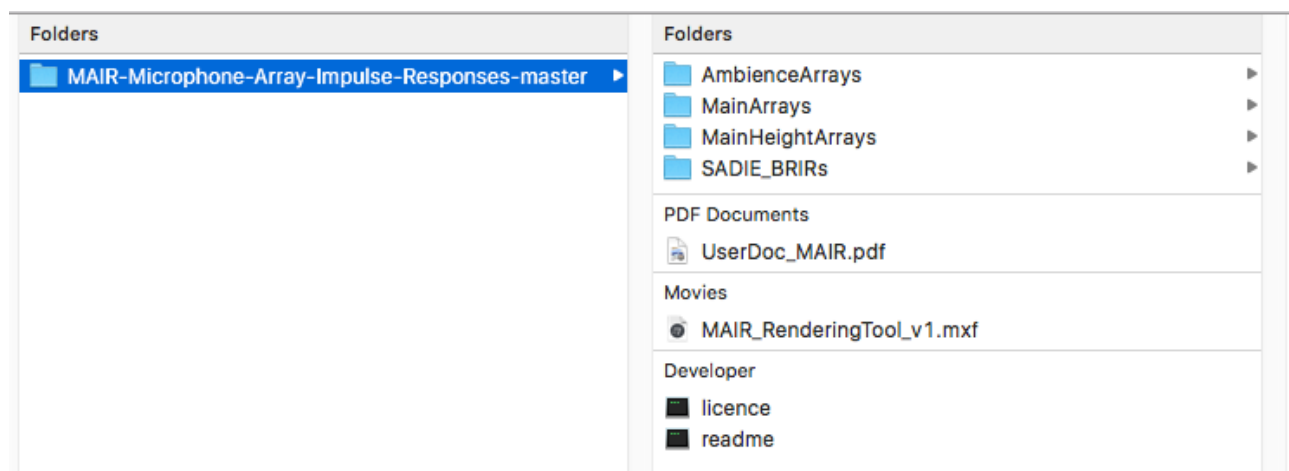 Folders
MAIR-Microphone-Array-Impulse-Responses-master
Folders
AmbienceArrays
MainArrays
MainHeightArrays
SADIE_BRIRs
PDF Documents
UserDoc_MAIR.pdf
Movies
MAIR_RenderingTool_v1.mxf
Developer
licence
readme